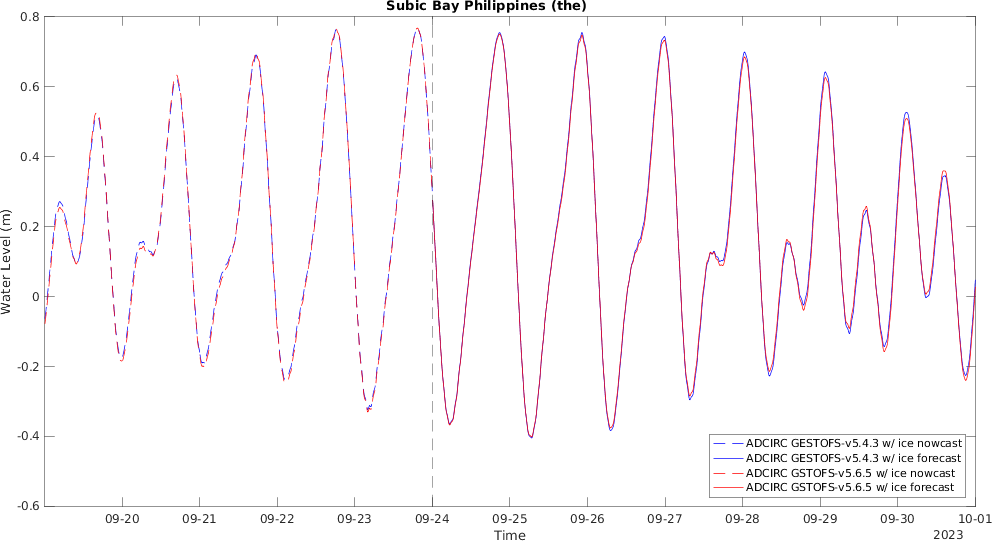 Subic Bay Philippines (the)
Water Level (m)
0.8
0.6
0.4
0.2
0
-0.2
-0.4
-0.6
ADCIRC GESTOFS-v5.4.3 w/ ice nowcast
ADCIRC GESTOFS-v5.4.3 w/ ice forecast
ADCIRC GSTOFS-v5.6.5 w/ ice nowcast
ADCIRC GSTOFS-v5.6.5 w/ ice forecast
09-20 09-21 09-22 09-23 09-24 09-25 09-26 09-27 09-28 09-29 09-30 10-01
Time
2023